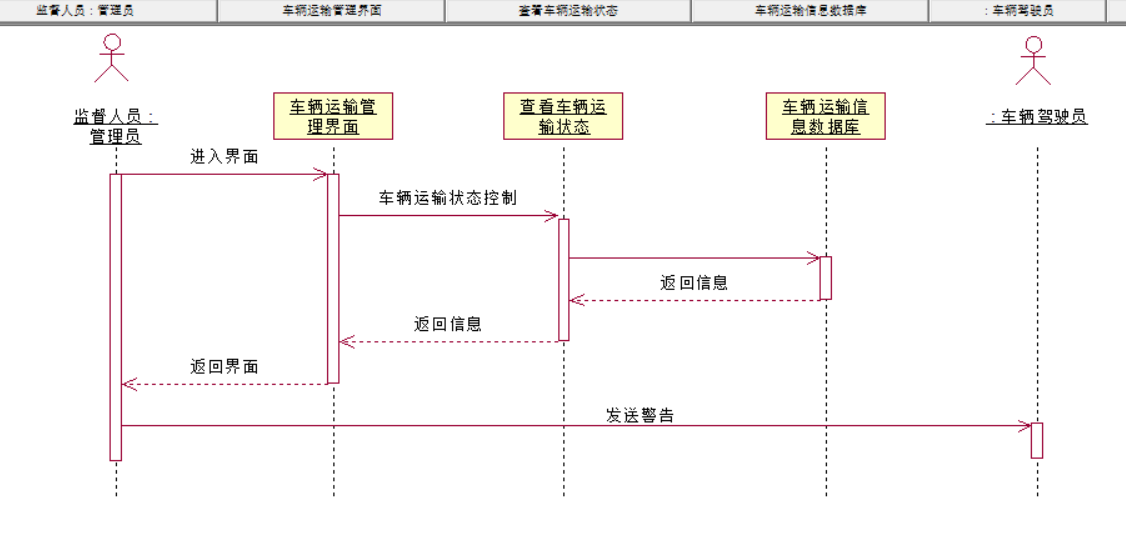 监督人员：管理员
车辆运输管理界面
查看车辆运输状态
车辆运输信息数据库
：车辆驾驶员
监督人员：
管理员
车辆运输管
理界面
查看车辆运
输状态
车辆运输信
息数据库
：车辆驾驶员
进入界面
车辆运输状态控制
返回信息
返回信息
返回界面
发送警告